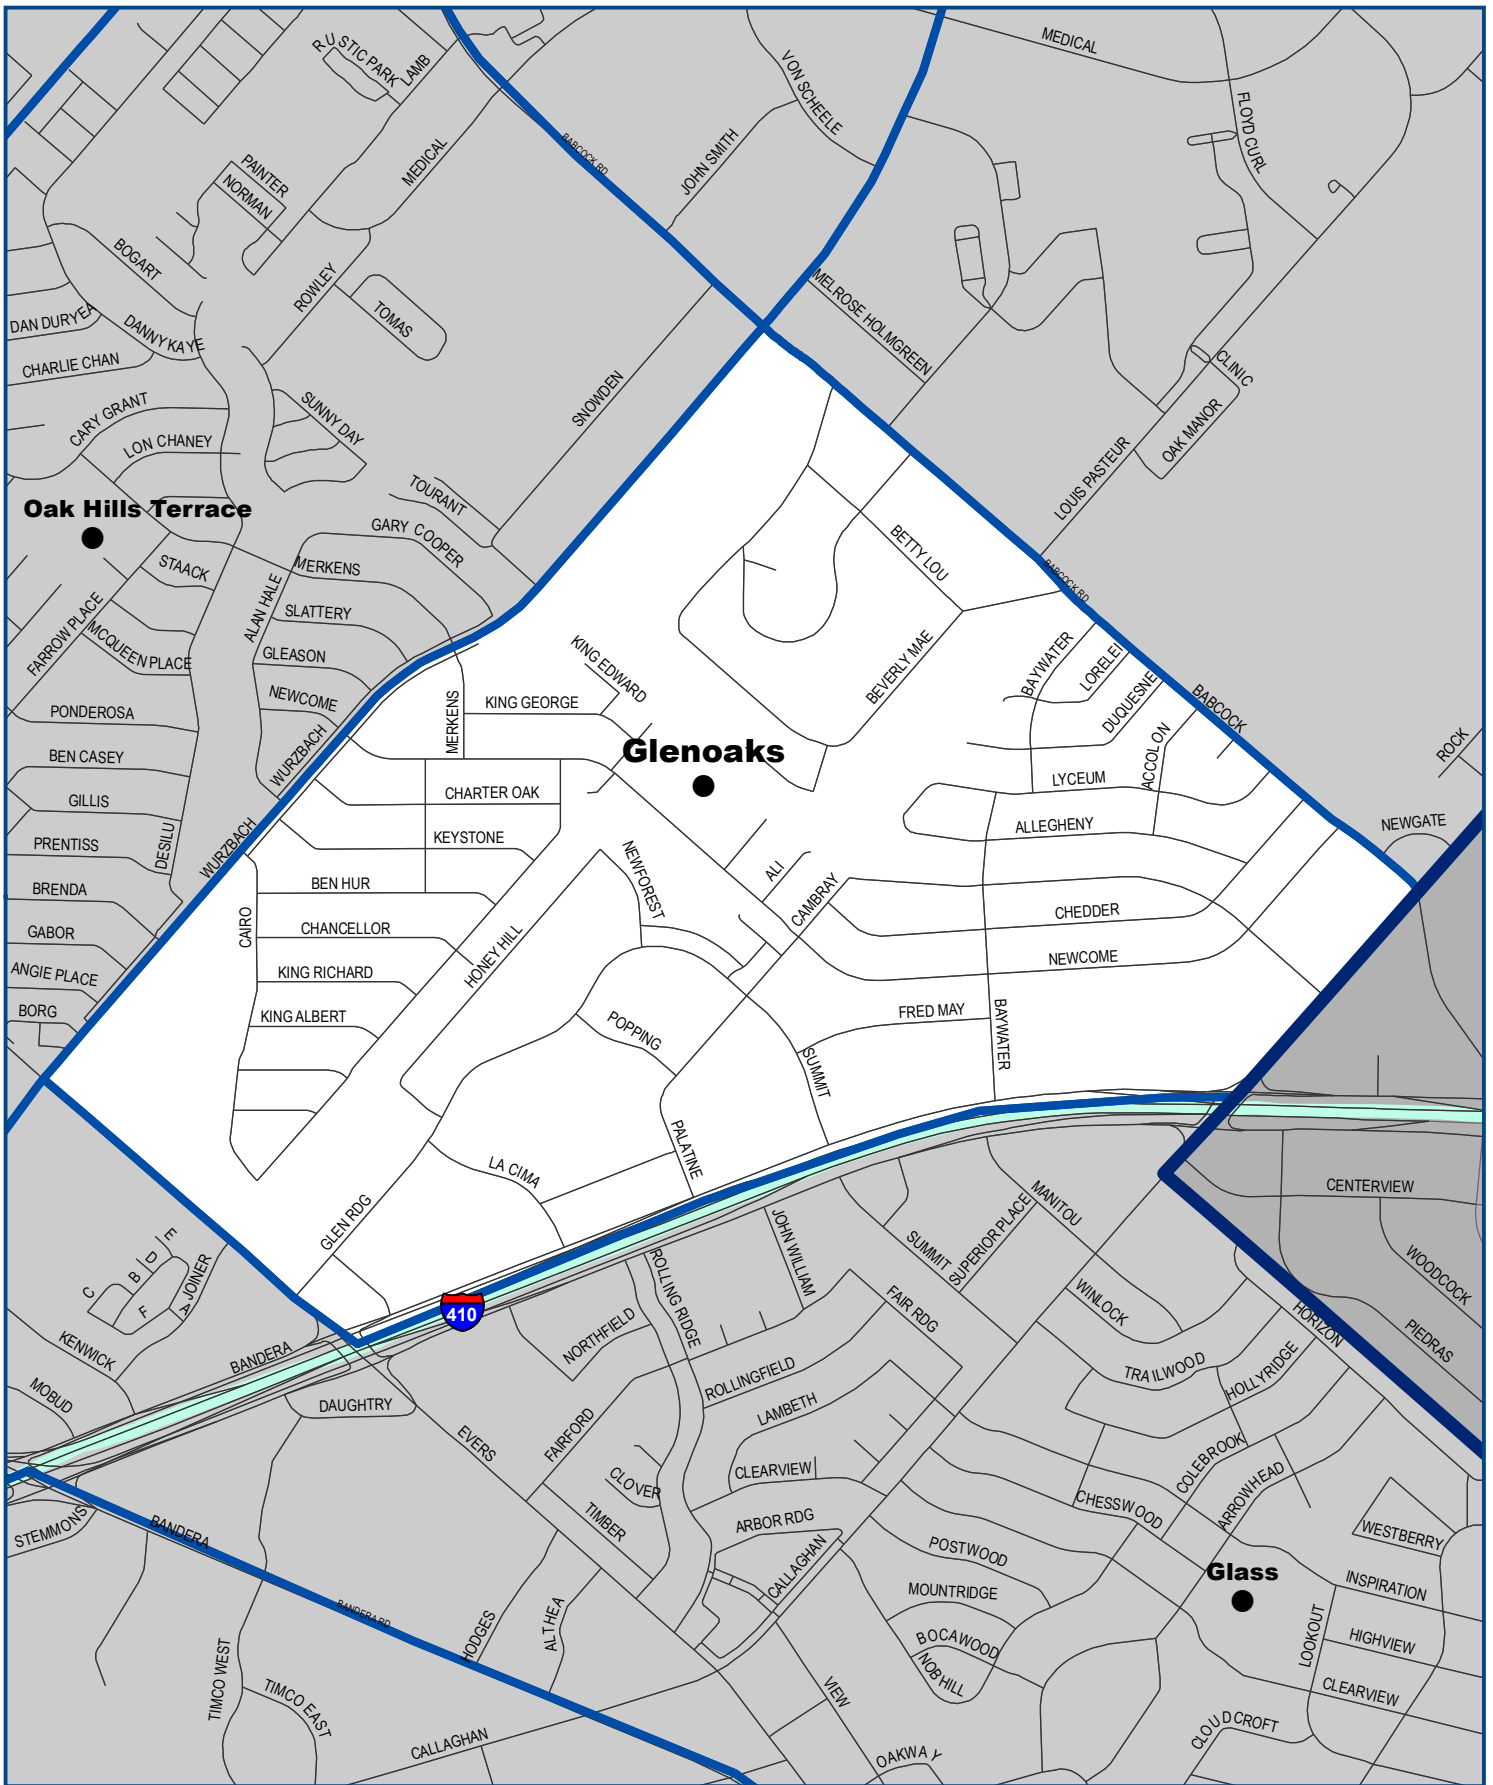 MEDICAL
RUSTIC PARK
LAMB
VON SCHEELE
FLOYD CURL
BABCOCK RD
JOHN SMITH
MEDICAL
PAINTER
NORMAN
BOGART
ROWLEY
TOMAS
MELROSE HOLMGREEN
DAN DURYEA
DANNY KAYE
CHARLIE CHAN
CLINIC
SNOWDEN
OAK MANOR
CARY GRANT
SUNNY DAY
LON CHANEY
LOUIS PASTEUR
Oak Hills Terrace
TOURANT
GARY COOPER
BETTY LOU
STAACK
MERKENS
BABCOCK RD
ALAN HALE
SLATTERY
FARROW PLACE
MCQUEEN PLACE
GLEASON
KING EDWARD
BEVERLY MAE
BAYWATER
LORELEI
DUQUESNE
NEWCOME
KING GEORGE
BABCOCK
PONDEROSA
MERKENS
Glenoaks
ACCOLON
ROCK
BEN CASEY
WURZBACH
LYCEUM
GILLIS
CHARTER OAK
ALLEGHENY
NEWGATE
PRENTISS
DESILU
WURZBACH
KEYSTONE
NEWFOREST
ALI
BRENDA
BEN HUR
CAMBRAY
CHEDDER
GABOR
CAIRO
CHANCELLOR
HONEY HILL
NEWCOME
ANGIE PLACE
KING RICHARD
BORG
KING ALBERT
POPPING
FRED MAY
BAYWATER
SUMMIT
PALATINE
LA CIMA
GLEN RDG
CENTERVIEW
MANITOU
SUPERIOR PLACE
SUMMIT
JOHN WILLIAM
WOODCOCK
E
D
B
C
F
A
JOINER
ROLLING RIDGE
410
WINLOCK
FAIR RDG
HORIZON
PIEDRAS
NORTHFIELD
KENWICK
BANDERA
TRAILWOOD
HOLLYRIDGE
ROLLINGFIELD
MOBUD
DAUGHTRY
LAMBETH
EVERS
FAIRFORD
COLEBROOK
CLEARVIEW
CLOVER
ARROWHEAD
CHESSWOOD
STEMMONS
BANDERA
TIMBER
ARBOR RDG
WESTBERRY
POSTWOOD
CALLAGHAN
Glass
INSPIRATION
MOUNTRIDGE
BANDERA RD
HODGES
ALTHEA
BOCAWOOD
LOOKOUT
HIGHVIEW
NOB HILL
TIMCO WEST
TIMCO EAST
VIEW
CLEARVIEW
CLOUDCROFT
CALLAGHAN
OAKWAY